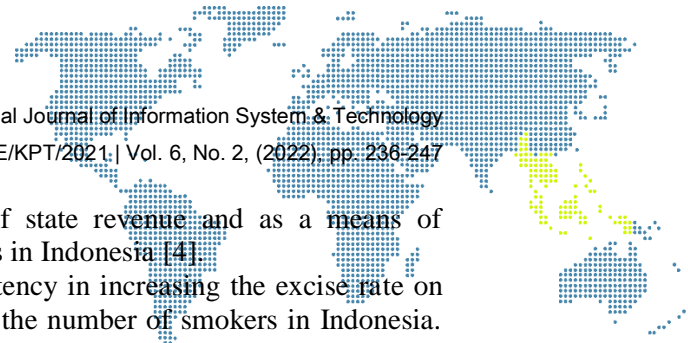 al Journal of Information System & Technology
E/KPT/2021 | Vol. 6, No. 2, (2022), pp. 236-247
of state revenue and as a means of
s in Indonesia [4].
tency in increasing the excise rate on
the number of smokers in Indonesia.